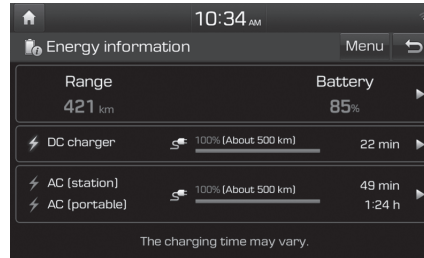 10:34 AM
Energy information
Menu
Range
Battery
421 km
85%
DC charger
100% (About 500 km)
22 min
AC (station)
AC (portable)
100% (About 500 km)
49 min
1:24 h
The charging time may vary.